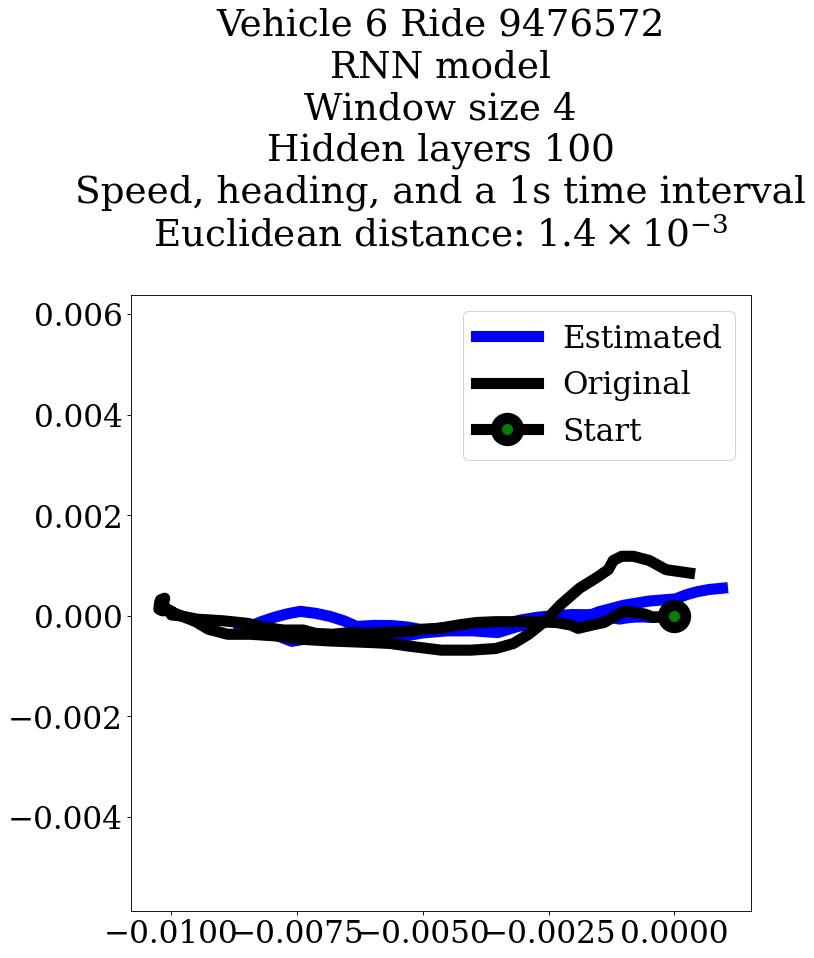 Vehicle 6 Ride 9476572
RNN model
Window size 4
Hidden layers 100
Speed, heading, and a 1s time interval
Euclidean distance: 1.4 × 10⁻³
0.006
0.004
0.002
0.000
−0.002
−0.004
Estimated
Original
Start
−0.0100 −0.0075 −0.0050 −0.0025 0.0000